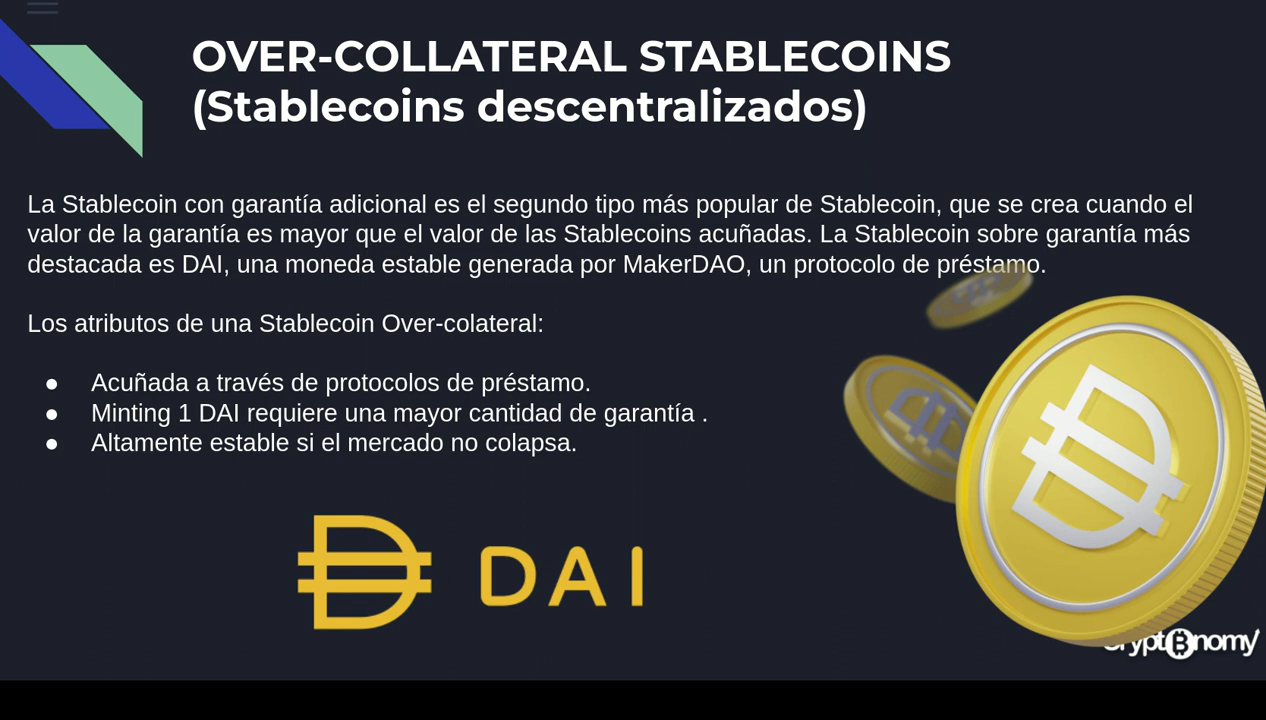 OVER-COLLATERAL STABLECOINS
(Stablecoins descentralizados)
La Stablecoin con garantía adicional es el segundo tipo más popular de Stablecoin, que se crea cuando el
valor de la garantía es mayor que el valor de las Stablecoins acuñadas. La Stablecoin sobre garantía más
destacada es DAI, una moneda estable generada por MakerDAO, un protocolo de préstamo.
Los atributos de una Stablecoin Over-colateral:
● Acuñada a través de protocolos de préstamo.
● Minting 1 DAI requiere una mayor cantidad de garantía .
● Altamente estable si el mercado no colapsa.
DAI
Cryptonomy